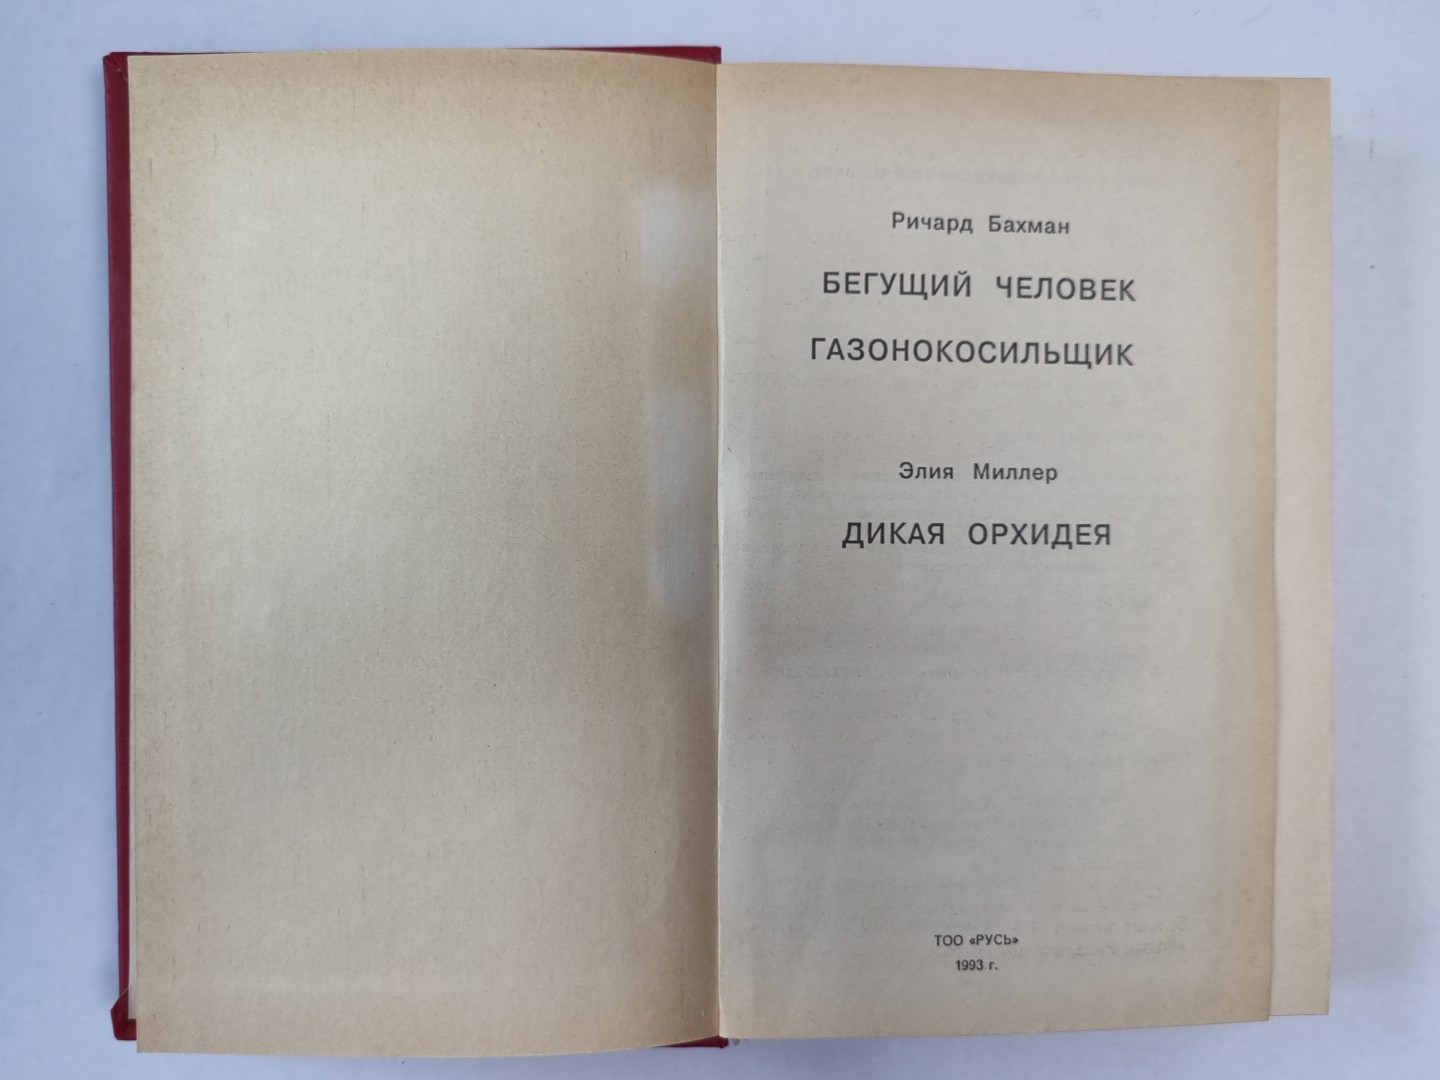 Ричард Бахман
БЕГУЩИЙ ЧЕЛОВЕК
ГАЗОНОКОСИЛЬЩИК
Элия Миллер
ДИКАЯ ОРХИДЕЯ
ТОО «РУСЬ»
1993 г.